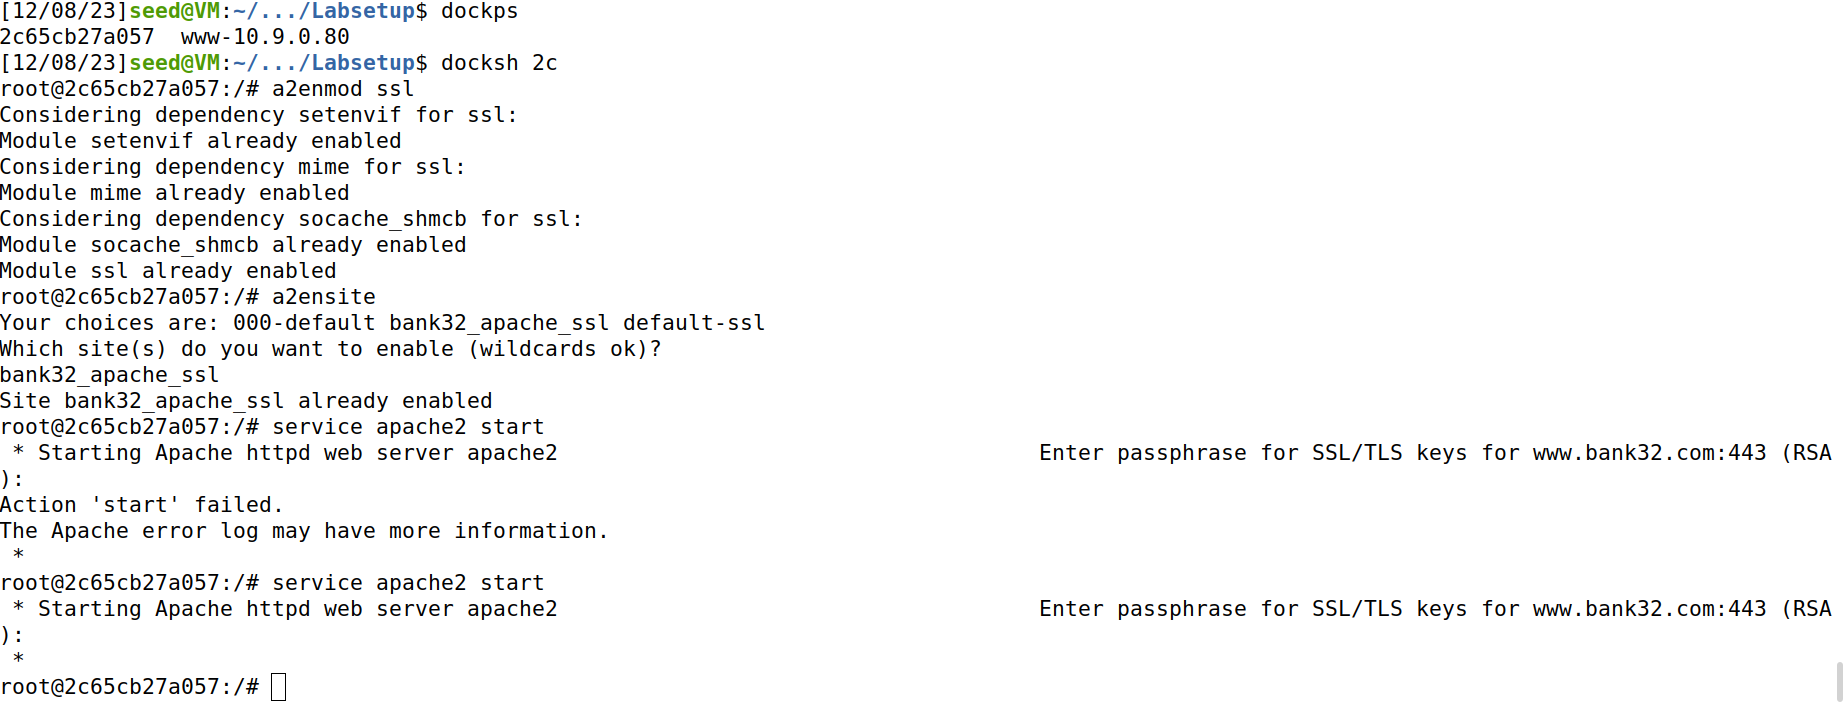 [12/08/23]seed@VM:~/.../Labsetup$ dockps
2c65cb27a057  www-10.9.0.80
[12/08/23]seed@VM:~/.../Labsetup$ docksh 2c
root@2c65cb27a057:/# a2enmod ssl
Considering dependency setenvif for ssl:
Module setenvif already enabled
Considering dependency mime for ssl:
Module mime already enabled
Considering dependency socache_shmcb for ssl:
Module socache_shmcb already enabled
Module ssl already enabled
root@2c65cb27a057:/# a2ensite
Your choices are: 000-default bank32_apache_ssl default-ssl
Which site(s) do you want to enable (wildcards ok)?
bank32_apache_ssl
Site bank32_apache_ssl already enabled
root@2c65cb27a057:/# service apache2 start
 * Starting Apache httpd web server apache2                                     Enter passphrase for SSL/TLS keys for www.bank32.com:443 (RSA
):
Action 'start' failed.
The Apache error log may have more information.
 *
root@2c65cb27a057:/# service apache2 start
 * Starting Apache httpd web server apache2                                     Enter passphrase for SSL/TLS keys for www.bank32.com:443 (RSA
):
 *
root@2c65cb27a057:/#